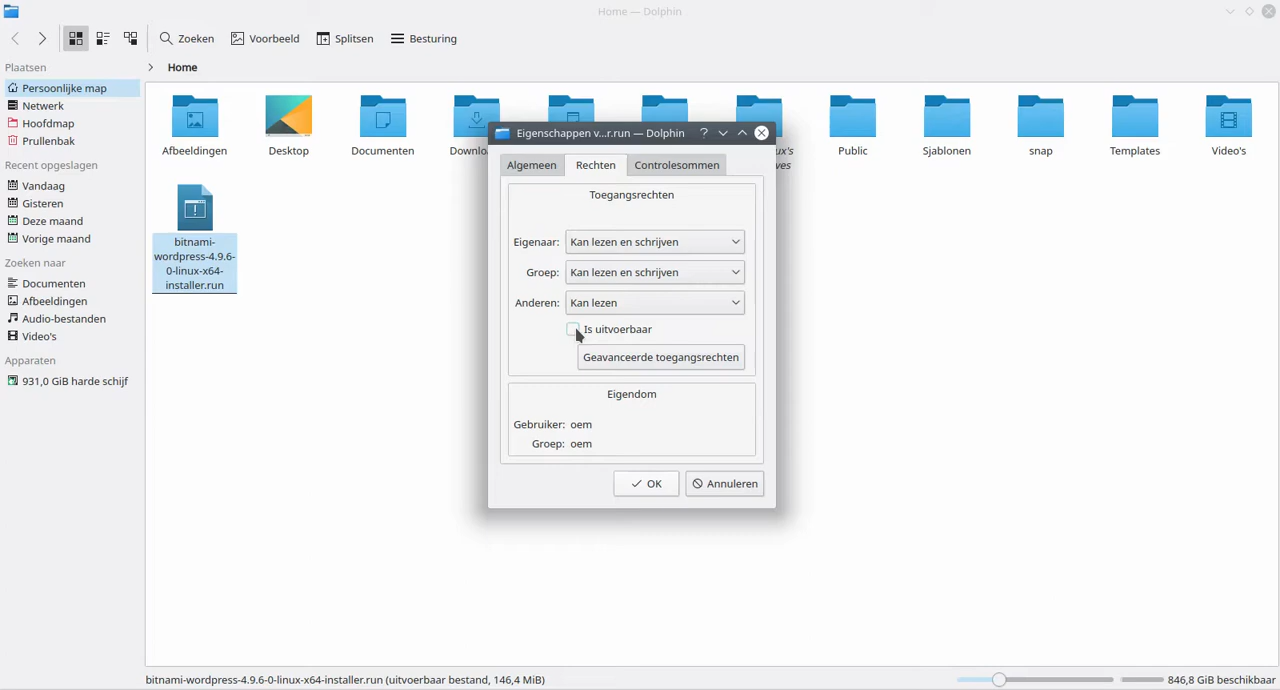 Home — Dolphin
Zoeken
Voorbeeld
Splitsen
Besturing
Plaatsen
Persoonlijke map
Netwerk
Hoofdmap
Prullenbak
Recent opgeslagen
Vandaag
Gisteren
Deze maand
Vorige maand
Zoeken naar
Documenten
Afbeeldingen
Audio-bestanden
Video's
Apparaten
931,0 GiB harde schijf
Home
Afbeeldingen
Desktop
Documenten
Public
Sjablonen
snap
Templates
Video's
bitnami-
wordpress-4.9.6-
0-linux-x64-
installer.run
Eigenschappen v...r.run — Dolphin
Algemeen
Rechten
Controlesommen
Toegangsrechten
Eigenaar: Kan lezen en schrijven
Groep: Kan lezen en schrijven
Anderen: Kan lezen
Is uitvoerbaar
Geavanceerde toegangsrechten
Eigendom
Gebruiker: oem
Groep: oem
OK
Annuleren
bitnami-wordpress-4.9.6-0-linux-x64-installer.run (uitvoerbaar bestand, 146,4 MiB)
846,8 GiB beschikbaar